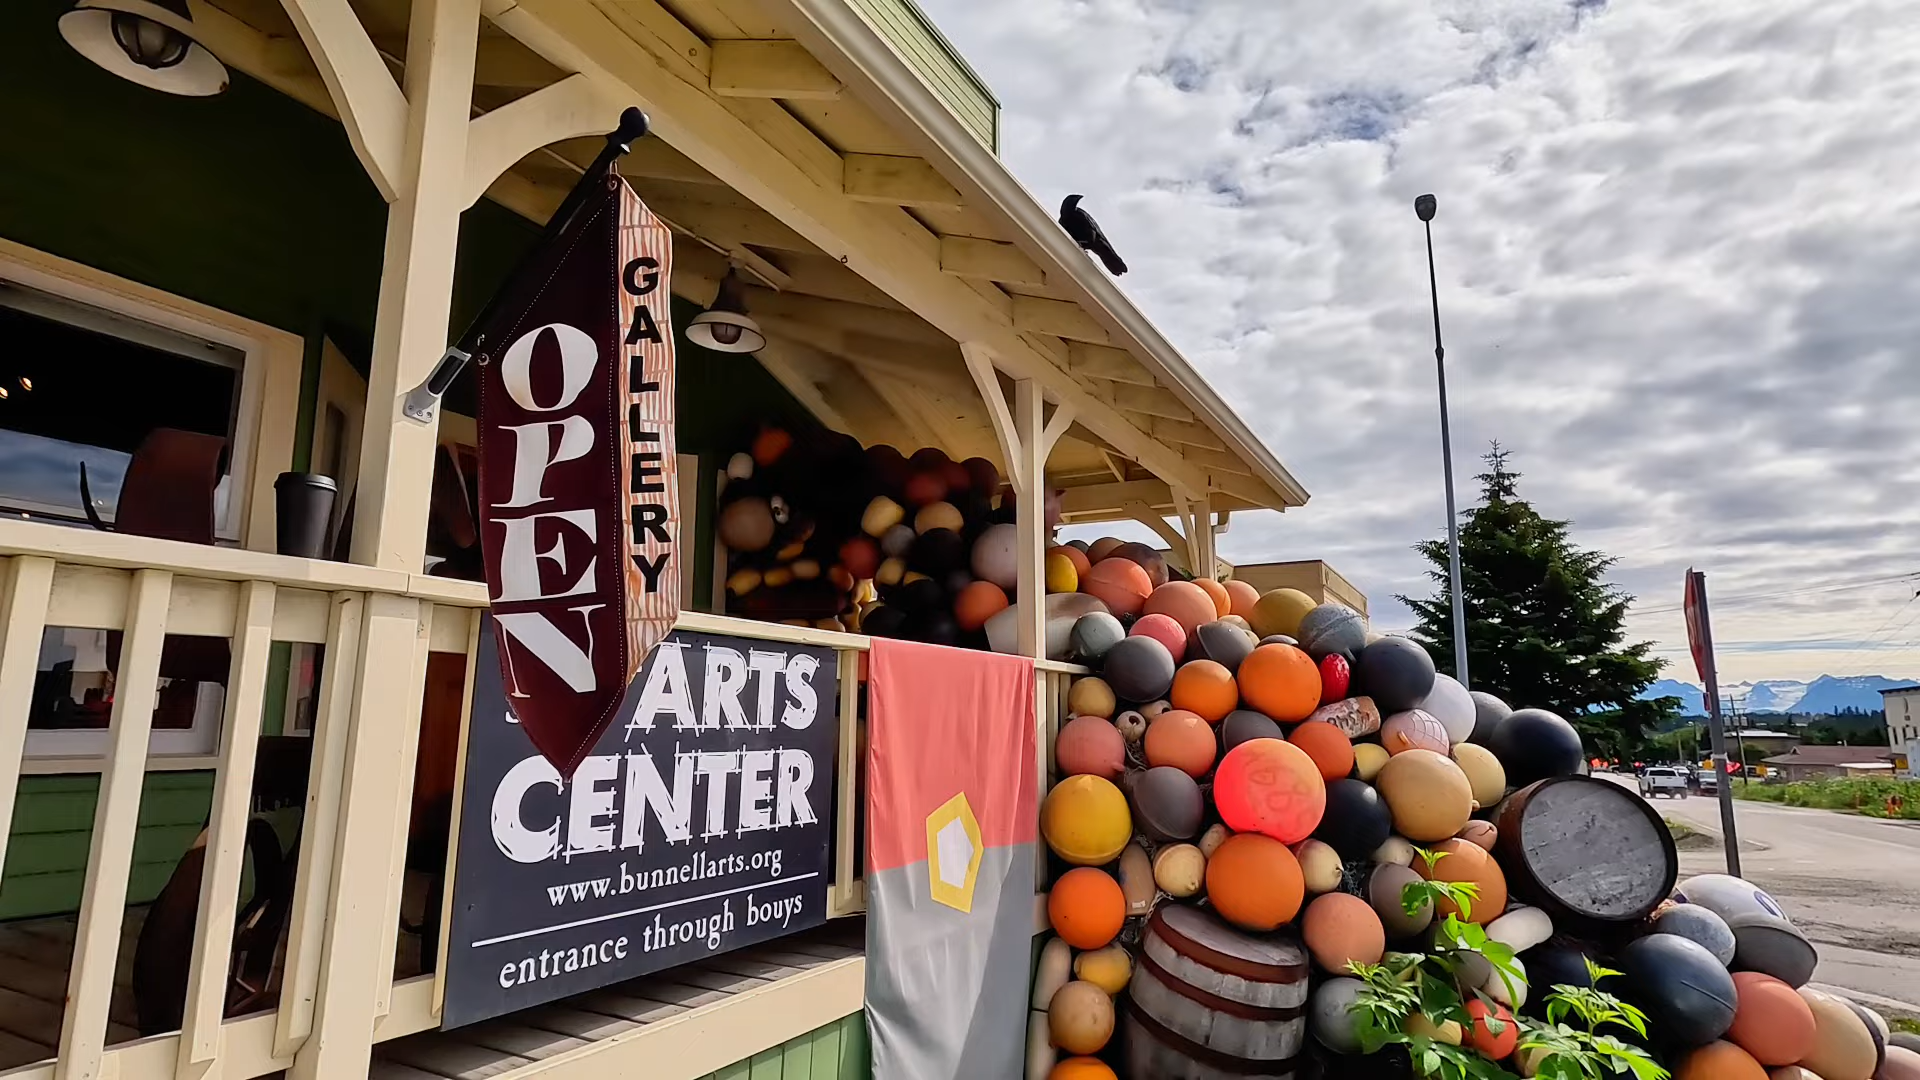 OPEN
GALLERY
ARTS
CENTER
www.bunnellarts.org
entrance through bouys